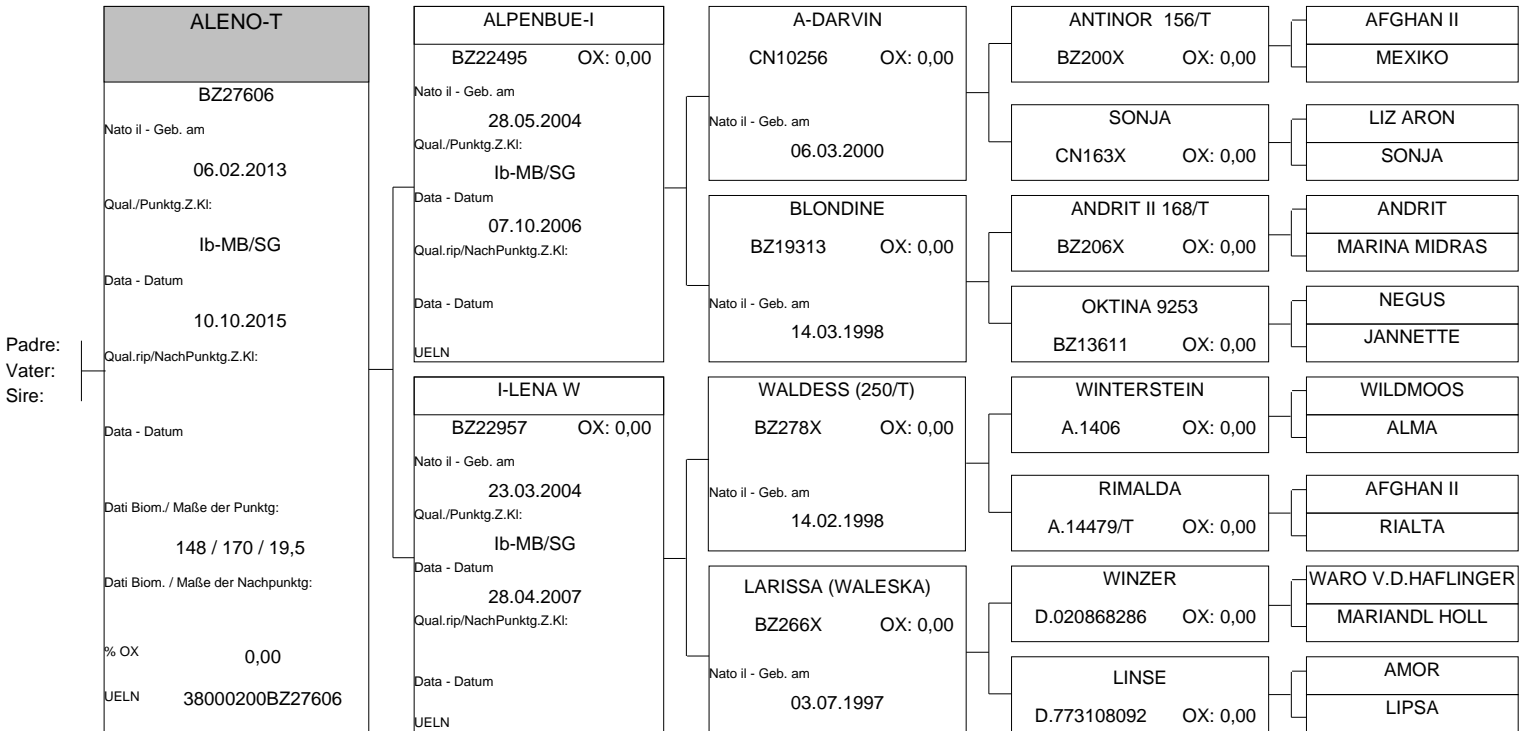 Padre:
Vater:
Sire:
ALENO-T
BZ27606
Nato il - Geb. am
06.02.2013
Qual./Punktg.Z.Kl:
Ib-MB/SG
Data - Datum
10.10.2015
Qual.rip/NachPunktg.Z.Kl:
Data - Datum
Dati Biom./ Maße der Punktg:
148 / 170 / 19,5
Dati Biom. / Maße der Nachpunktg:
% OX 0,00
UELN 38000200BZ27606
ALPENBUE-I
BZ22495 OX: 0,00
Nato il - Geb. am
28.05.2004
Qual./Punktg.Z.Kl:
Ib-MB/SG
Data - Datum
07.10.2006
Qual.rip/NachPunktg.Z.Kl:
Data - Datum
UELN
I-LENA W
BZ22957 OX: 0,00
Nato il - Geb. am
23.03.2004
Qual./Punktg.Z.Kl:
Ib-MB/SG
Data - Datum
28.04.2007
Qual.rip/NachPunktg.Z.Kl:
Data - Datum
UELN
A-DARVIN
CN10256 OX: 0,00
Nato il - Geb. am
06.03.2000
BLONDINE
BZ19313 OX: 0,00
Nato il - Geb. am
14.03.1998
WALDESS (250/T)
BZ278X OX: 0,00
Nato il - Geb. am
14.02.1998
LARISSA (WALESKA)
BZ266X OX: 0,00
Nato il - Geb. am
03.07.1997
ANTINOR 156/T
BZ200X OX: 0,00
SONJA
CN163X OX: 0,00
ANDRIT II 168/T
BZ206X OX: 0,00
OKTINA 9253
BZ13611 OX: 0,00
WINTERSTEIN
A.1406 OX: 0,00
RIMALDA
A.14479/T OX: 0,00
WINZER
D.020868286 OX: 0,00
LINSE
D.773108092 OX: 0,00
AFGHAN II
MEXIKO
LIZ ARON
SONJA
ANDRIT
MARINA MIDRAS
NEGUS
JANNETTE
WILDMOOS
ALMA
AFGHAN II
RIALTA
WARO V.D.HAFLINGER
MARIANDL HOLL
AMOR
LIPSA